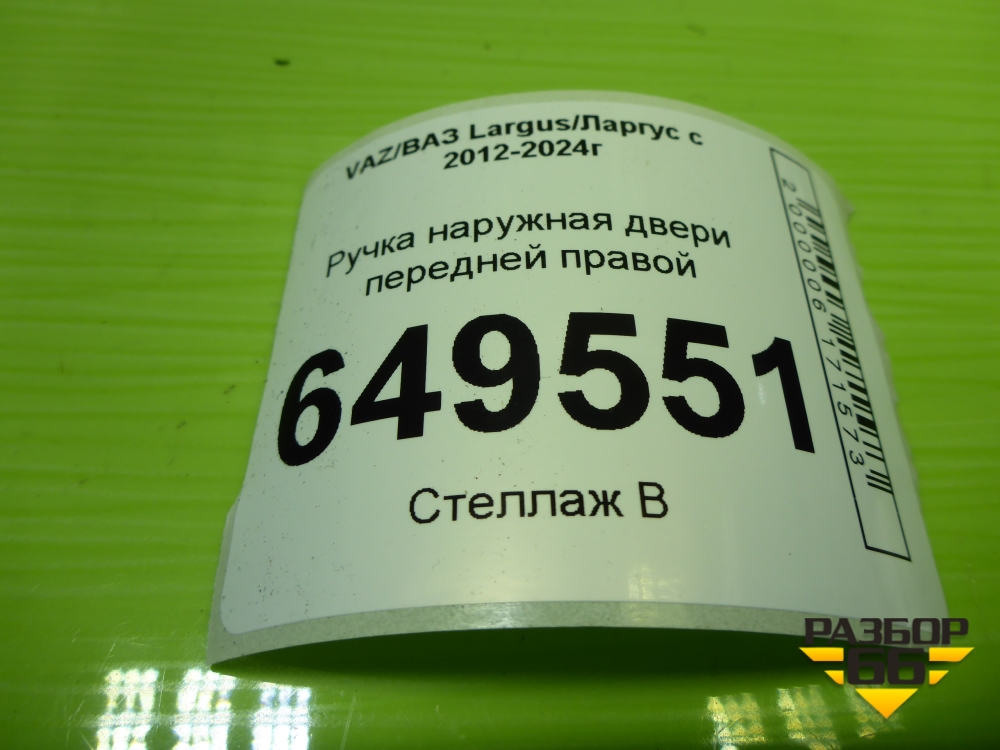 VAZ/ВАЗ Largus/Ларгус с
2012-2024г
Ручка наружная двери
передней правой
649551
Стеллаж В
2000006171573
РАЗБОР
66